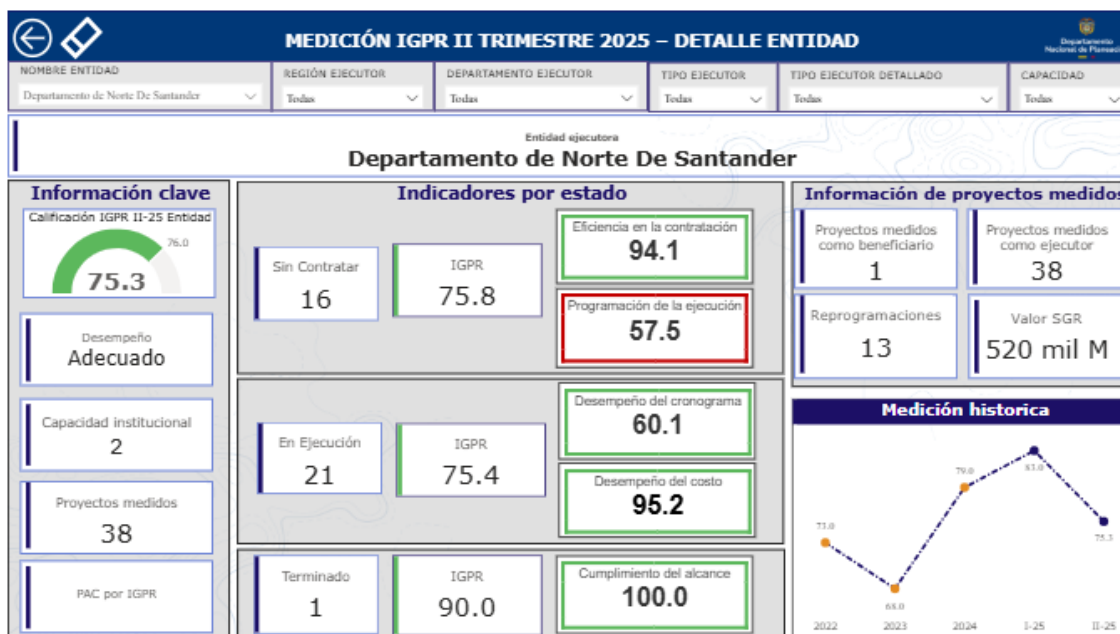 MEDICIÓN IGPR II TRIMESTRE 2025 – DETALLE ENTIDAD
Departamento
Nacional de Planeació
NOMBRE ENTIDAD
Departamento de Norte De Santander
REGIÓN EJECUTOR
Todas
DEPARTAMENTO EJECUTOR
Todas
TIPO EJECUTOR
Todas
TIPO EJECUTOR DETALLADO
Todas
CAPACIDAD
Todas
Entidad ejecutora
Departamento de Norte De Santander
Información clave
Calificación IGPR II-25 Entidad
76.0
75.3
Desempeño
Adecuado
Capacidad institucional
2
Proyectos medidos
38
PAC por IGPR
Indicadores por estado
Sin Contratar
16
IGPR
75.8
Eficiencia en la contratación
94.1
Programación de la ejecución
57.5
En Ejecución
21
IGPR
75.4
Desempeño del cronograma
60.1
Desempeño del costo
95.2
Terminado
1
IGPR
90.0
Cumplimiento del alcance
100.0
Información de proyectos medidos
Proyectos medidos
como beneficiario
1
Proyectos medidos
como ejecutor
38
Reprogramaciones
13
Valor SGR
520 mil M
Medición historica
73.0
68.0
79.0
83.0
75.3
2022
2023
2024
I-25
II-25